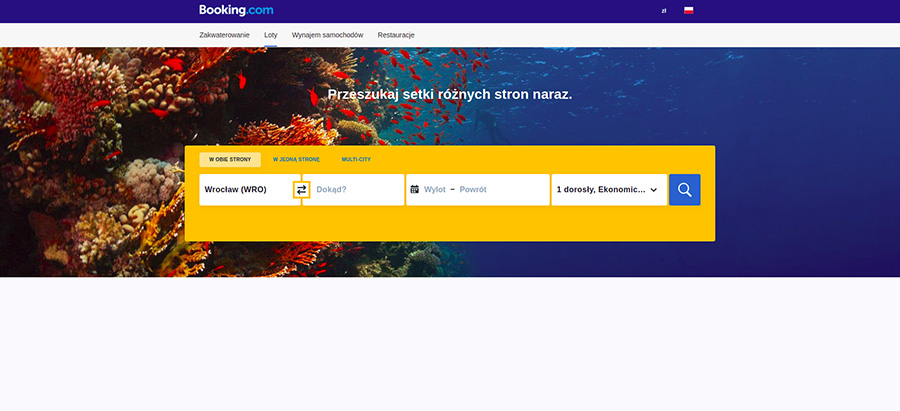 Booking.com
zł
Zakwaterowanie Loty Wynajem samochodów Restauracje
Przeszukaj setki różnych stron naraz.
W OBIE STRONY W JEDNĄ STRONĘ MULTI-CITY
Wrocław (WRO) Dokąd? Wylot – Powrót 1 dorosły, Ekonomic...